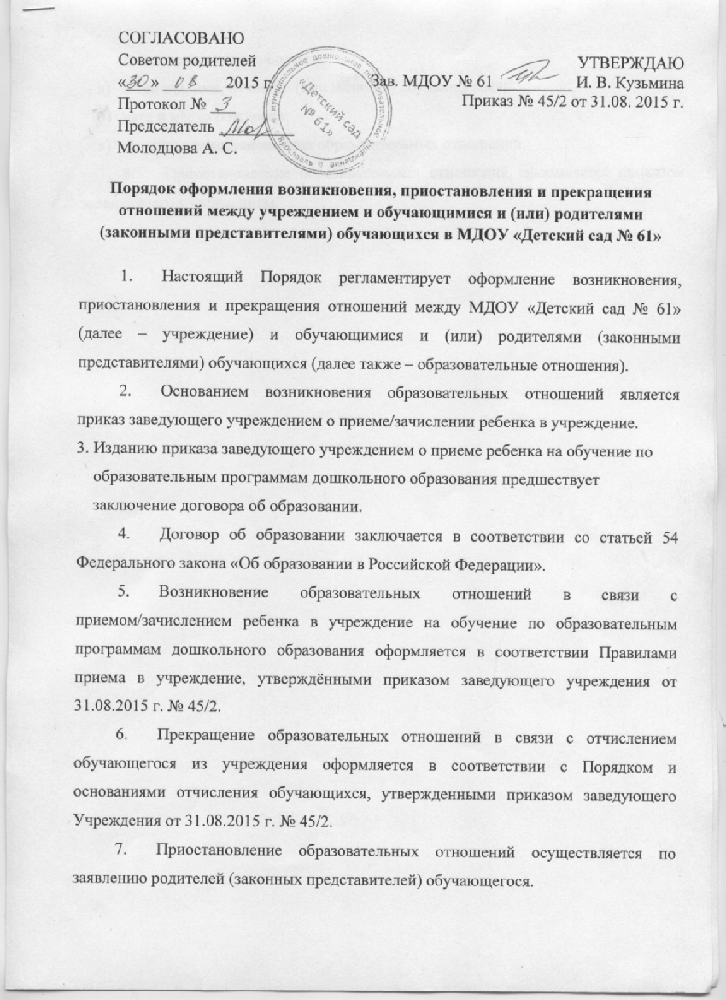 СОГЛАСОВАНО
Советом родителей
«30» 08 2015 г.
Протокол № 3
Председатель
Молодцова А. С.
муниципальное дошкольное образовательное
Ярославль
«Детский сад
№ 61»
УТВЕРЖДАЮ
Зав. МДОУ № 61 И. В. Кузьмина
Приказ № 45/2 от 31.08. 2015 г.
Порядок оформления возникновения, приостановления и прекращения
отношений между учреждением и обучающимися и (или) родителями
(законными представителями) обучающихся в МДОУ «Детский сад № 61»
1. Настоящий Порядок регламентирует оформление возникновения,
приостановления и прекращения отношений между МДОУ «Детский сад № 61»
(далее – учреждение) и обучающимися и (или) родителями (законными
представителями) обучающихся (далее также – образовательные отношения).
2. Основанием возникновения образовательных отношений является
приказ заведующего учреждением о приеме/зачислении ребенка в учреждение.
3. Изданию приказа заведующего учреждением о приеме ребенка на обучение по
образовательным программам дошкольного образования предшествует
заключение договора об образовании.
4. Договор об образовании заключается в соответствии со статьей 54
Федерального закона «Об образовании в Российской Федерации».
5. Возникновение образовательных отношений в связи с
приемом/зачислением ребенка в учреждение на обучение по образовательным
программам дошкольного образования оформляется в соответствии Правилами
приема в учреждение, утверждёнными приказом заведующего учреждения от
31.08.2015 г. № 45/2.
6. Прекращение образовательных отношений в связи с отчислением
обучающегося из учреждения оформляется в соответствии с Порядком и
основаниями отчисления обучающихся, утвержденными приказом заведующего
Учреждения от 31.08.2015 г. № 45/2.
7. Приостановление образовательных отношений осуществляется по
заявлению родителей (законных представителей) обучающегося.